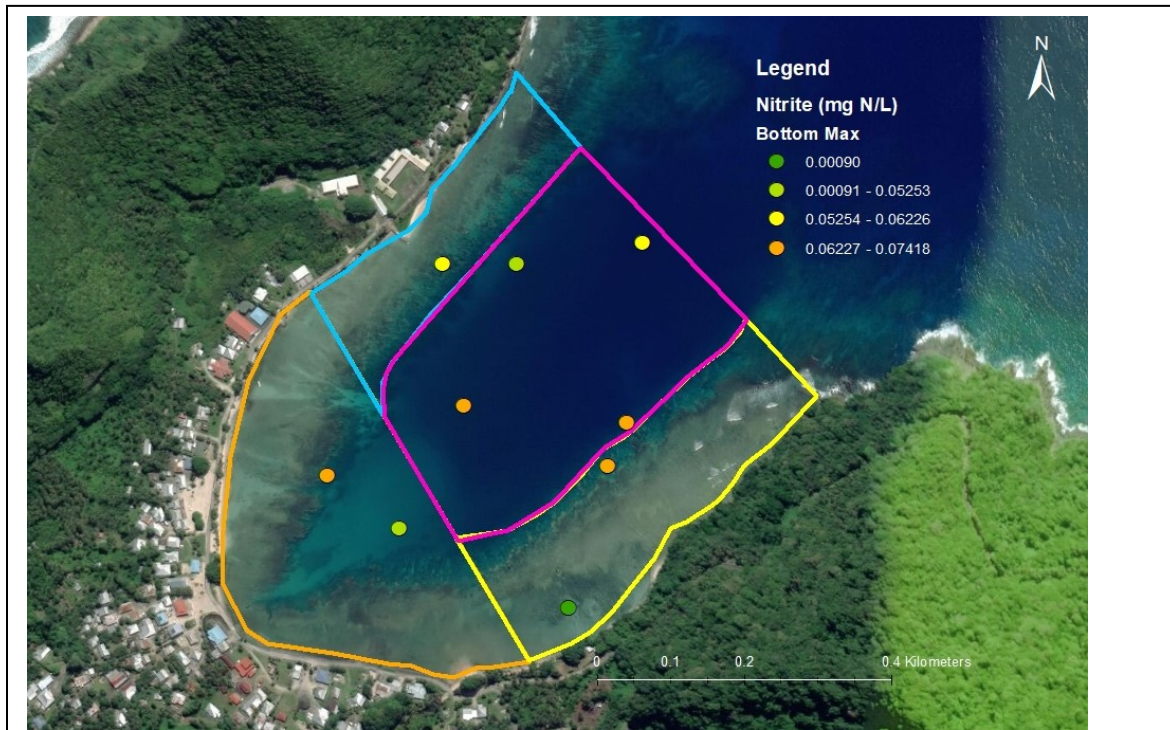 N
Legend
Nitrite (mg N/L)
Bottom Max
0.00090
0.00091 - 0.05253
0.05254 - 0.06226
0.06227 - 0.07418
0 0.1 0.2 0 4 Kilometers